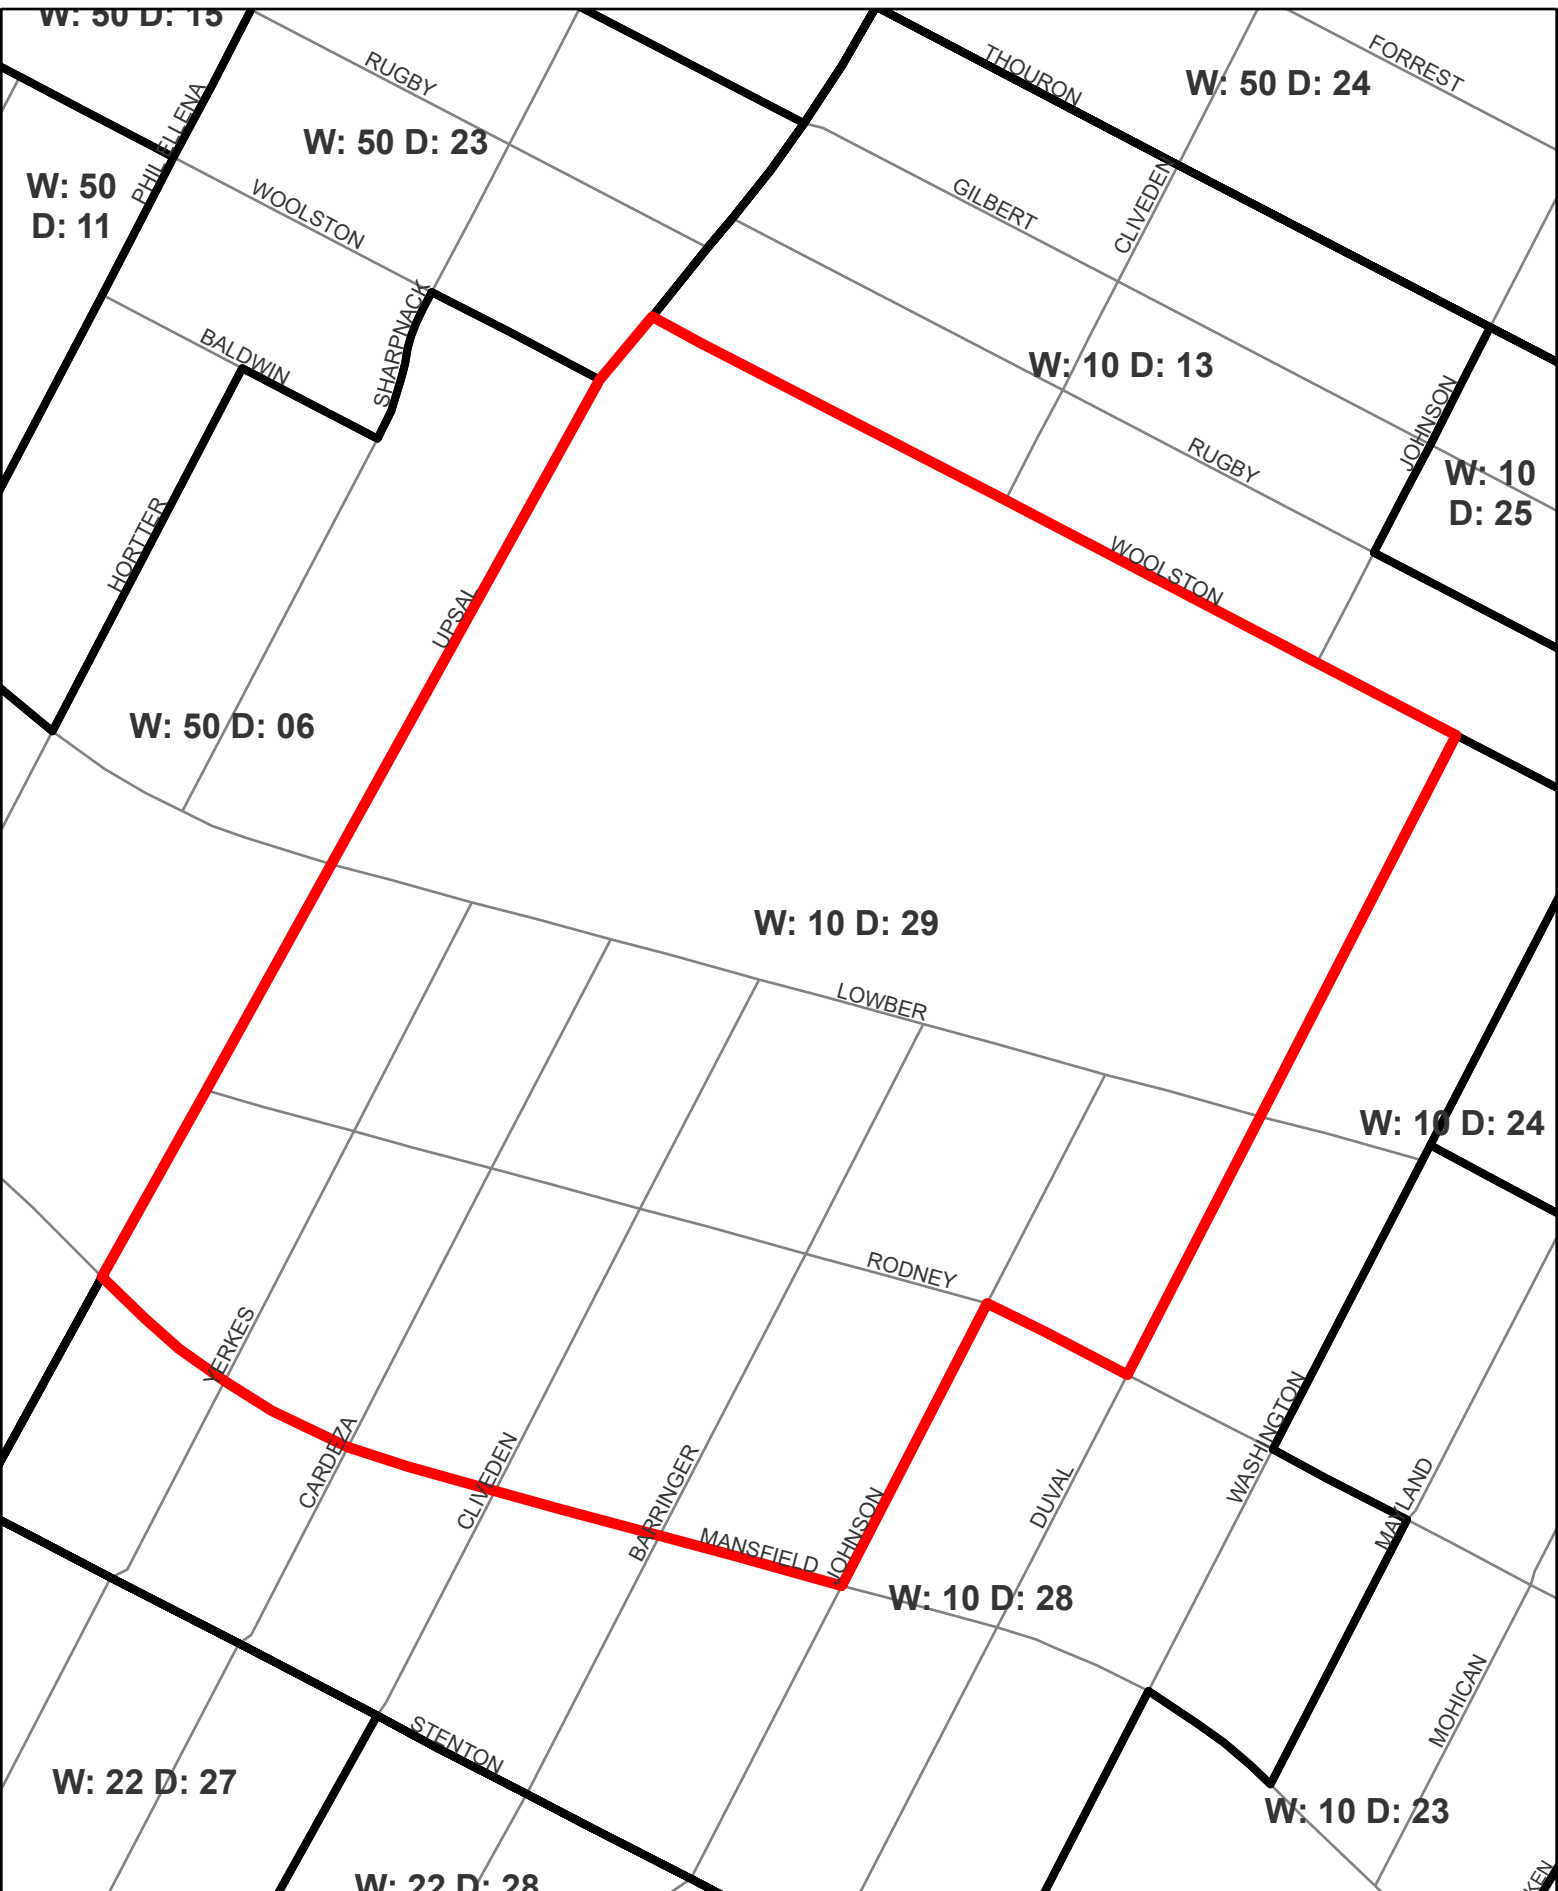 W: 50 D: 15
RUGBY
THOURON
FORREST
W: 50 D: 24
PHIL-ELLENA
W: 50 D: 23
W: 50
D: 11
WOOLSTON
GILBERT
CLIVEDEN
SHARPNACK
BALDWIN
W: 10 D: 13
JOHNSON
RUGBY
W: 10
D: 25
HORTTER
WOOLSTON
UPSAL
W: 50 D: 06
W: 10 D: 29
LOWBER
W: 10 D: 24
RODNEY
YERKES
CARDEZA
CLIVEDEN
BARRINGER
MANSFIELD
JOHNSON
DUVAL
WASHINGTON
MAYLAND
W: 10 D: 28
MOHICAN
STENTON
W: 22 D: 27
W: 10 D: 23
W: 22 D: 28